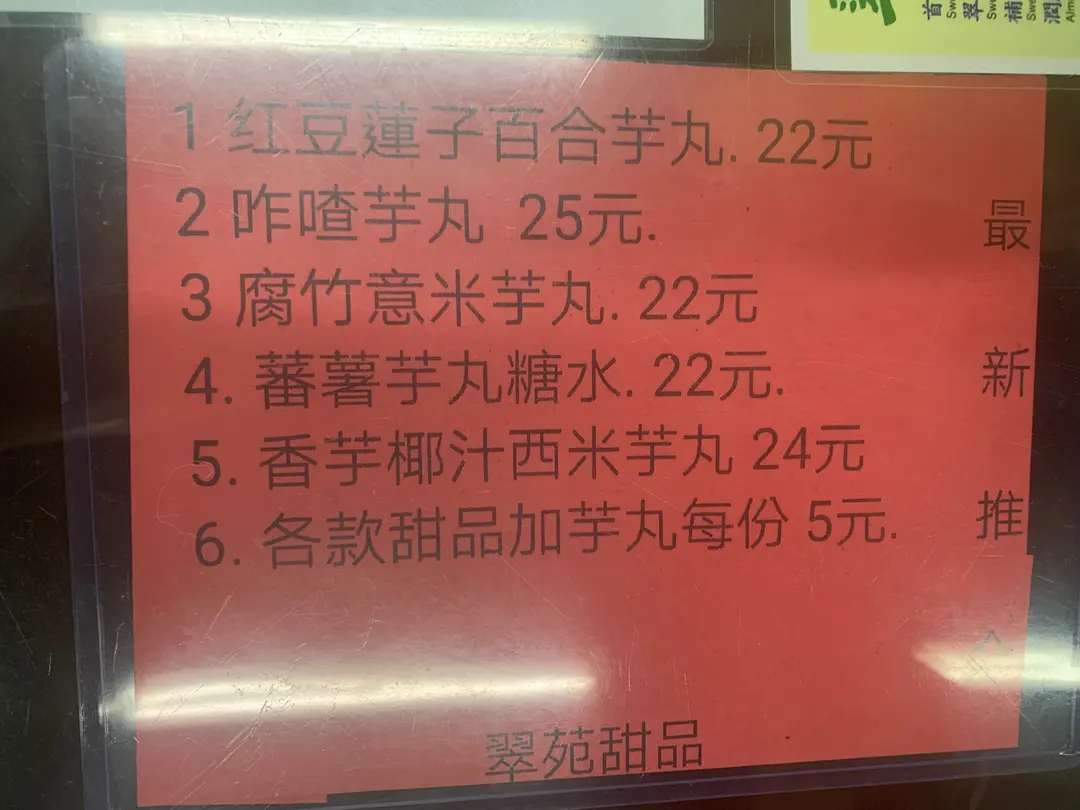 1 红豆蓮子百合芋丸. 22元
2 咋喳芋丸 25元.
3 腐竹意米芋丸. 22元
4. 蕃薯芋丸糖水. 22元.
5. 香芋椰汁西米芋丸 24元
6. 各款甜品加芋丸每份 5元.
最新推
翠苑甜品